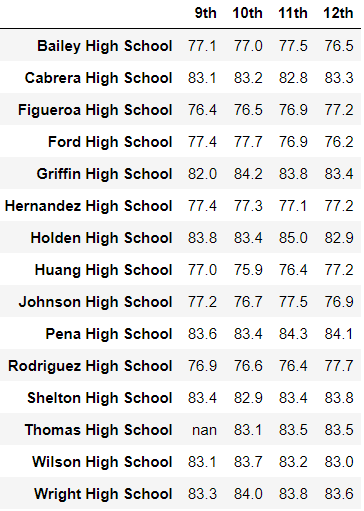 9th 10th 11th 12th
Bailey High School 77.1 77.0 77.5 76.5
Cabrera High School 83.1 83.2 82.8 83.3
Figueroa High School 76.4 76.5 76.9 77.2
Ford High School 77.4 77.7 76.9 76.2
Griffin High School 82.0 84.2 83.8 83.4
Hernandez High School 77.4 77.3 77.1 77.2
Holden High School 83.8 83.4 85.0 82.9
Huang High School 77.0 75.9 76.4 77.2
Johnson High School 77.2 76.7 77.5 76.9
Pena High School 83.6 83.4 84.3 84.1
Rodriguez High School 76.9 76.6 76.4 77.7
Shelton High School 83.4 82.9 83.4 83.8
Thomas High School nan 83.1 83.5 83.5
Wilson High School 83.1 83.7 83.2 83.0
Wright High School 83.3 84.0 83.8 83.6